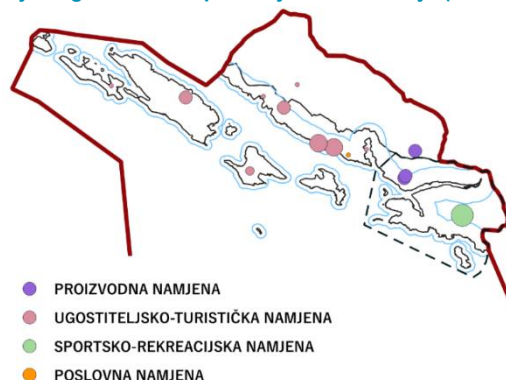 PROIZVODNA NAMJENA
UGOSTITELJSKO-TURISTIČKA NAMJENA
SPORTSKO-REKREACIJSKA NAMJENA
POSLOVNA NAMJENA